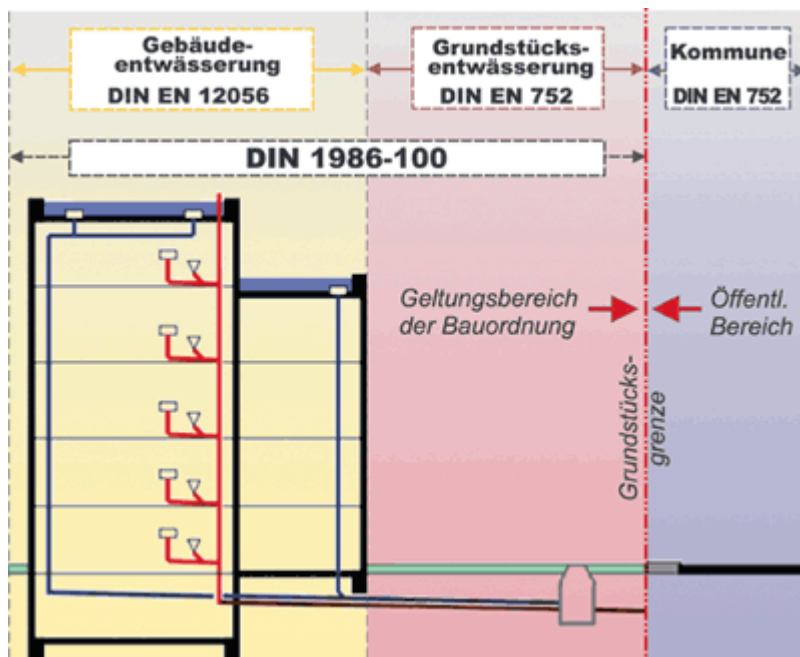 Gebäude-
entwässerung
DIN EN 12056
Grundstücks-
entwässerung
DIN EN 752
Kommune
DIN EN 752
DIN 1986-100
Geltungsbereich
der Bauordnung
Öffentl.
Bereich
Grundstücks-
grenze